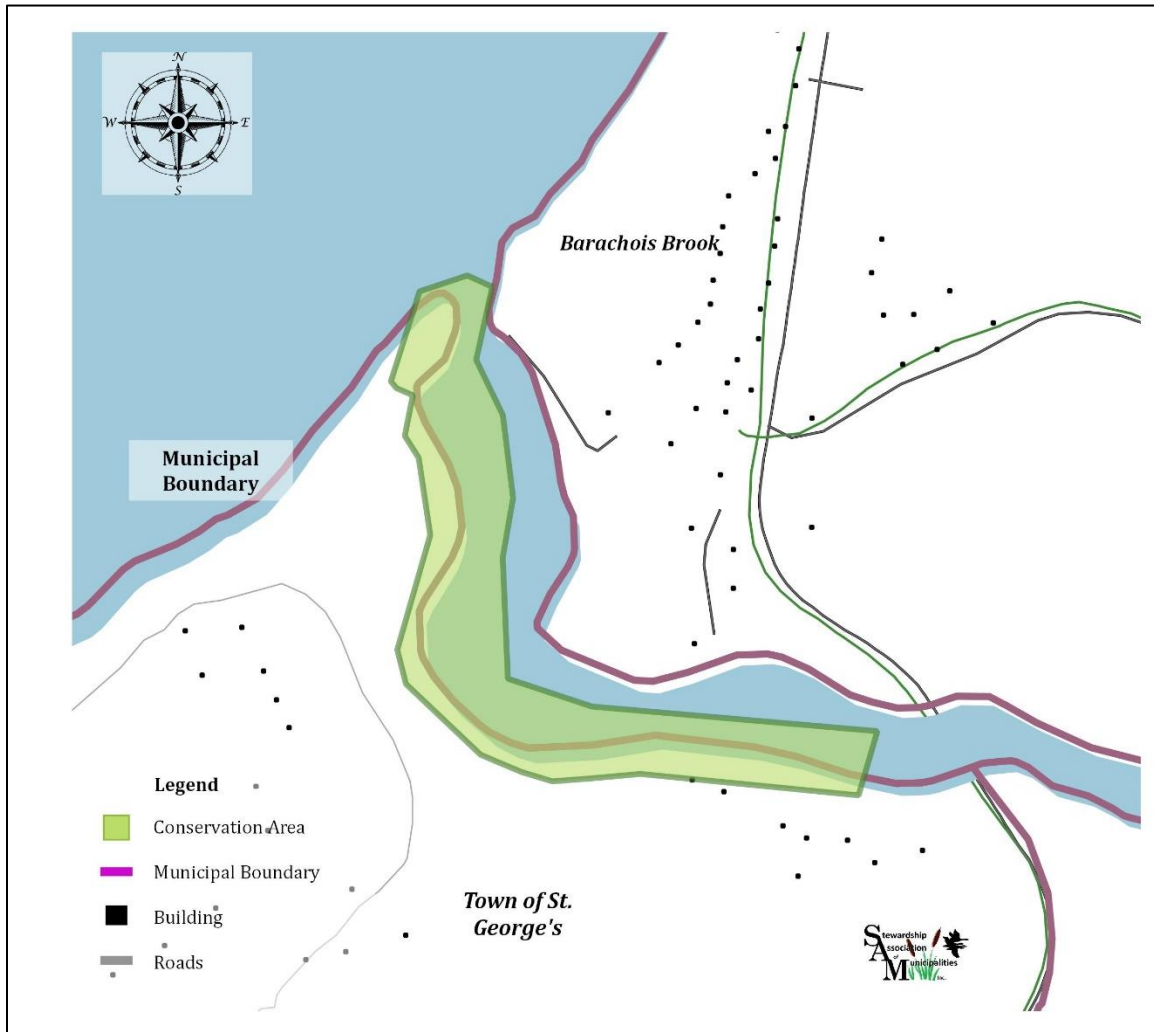 N
W E
S
Barachois Brook
Municipal
Boundary
Legend
Conservation Area
Municipal Boundary
Building
Roads
Town of St.
George's
Stewardship
Association
of
Municipalities
Inc.